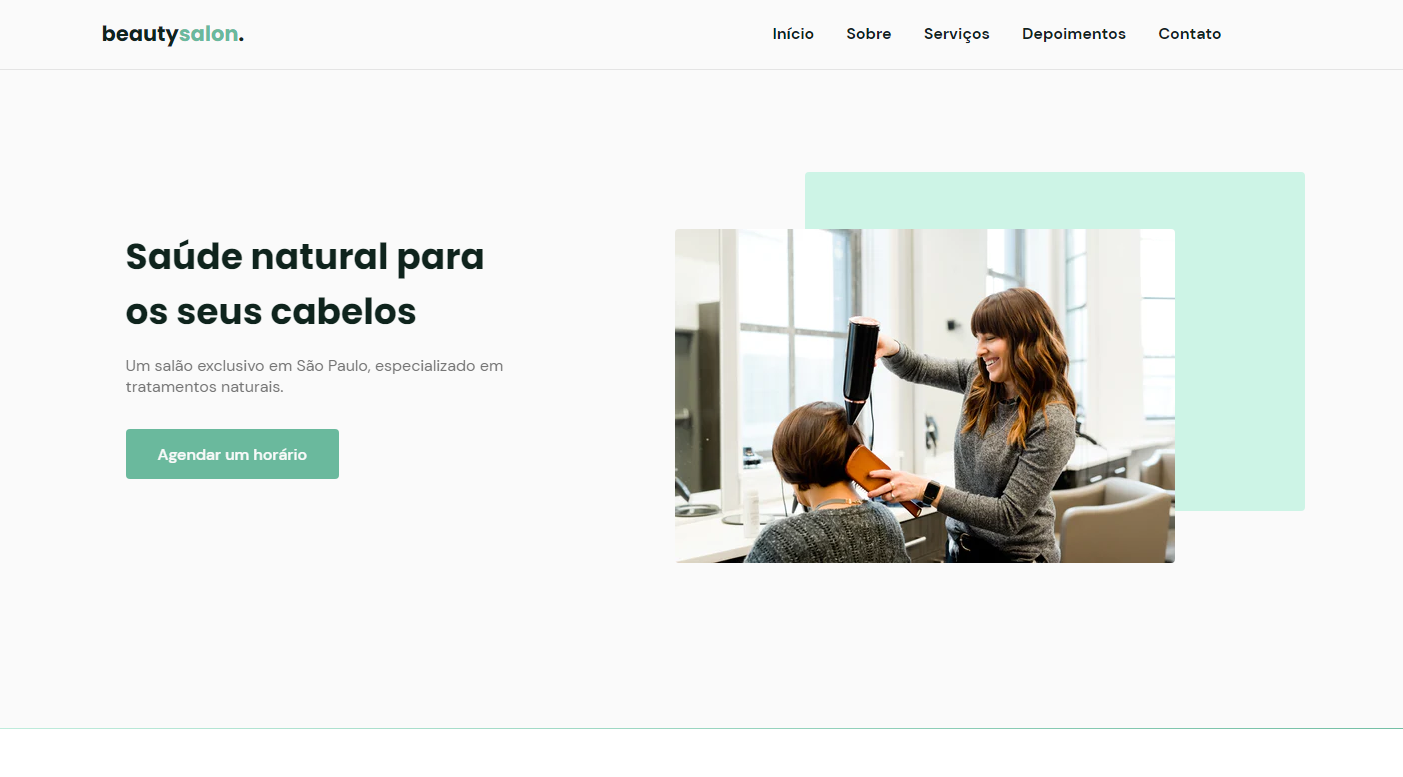 beautysalon.
Início Sobre Serviços Depoimentos Contato
Saúde natural para
os seus cabelos
Um salão exclusivo em São Paulo, especializado em
tratamentos naturais.
Agendar um horário